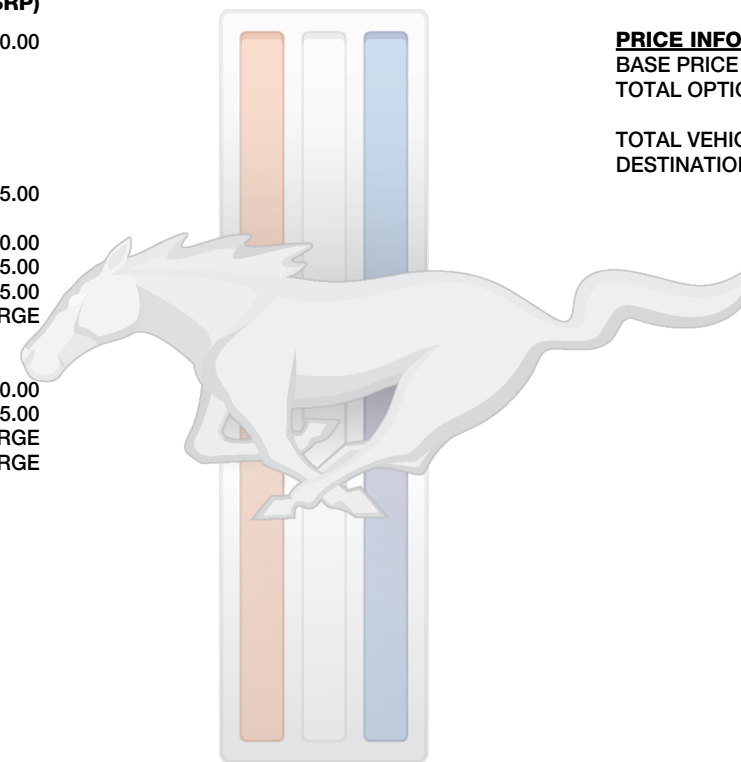 SRP)
0.00
5.00
0.00
5.00
5.00
RGE
0.00
5.00
RGE
RGE
PRICE INFO
BASE PRICE
TOTAL OPTIO
TOTAL VEHIC
DESTINATION